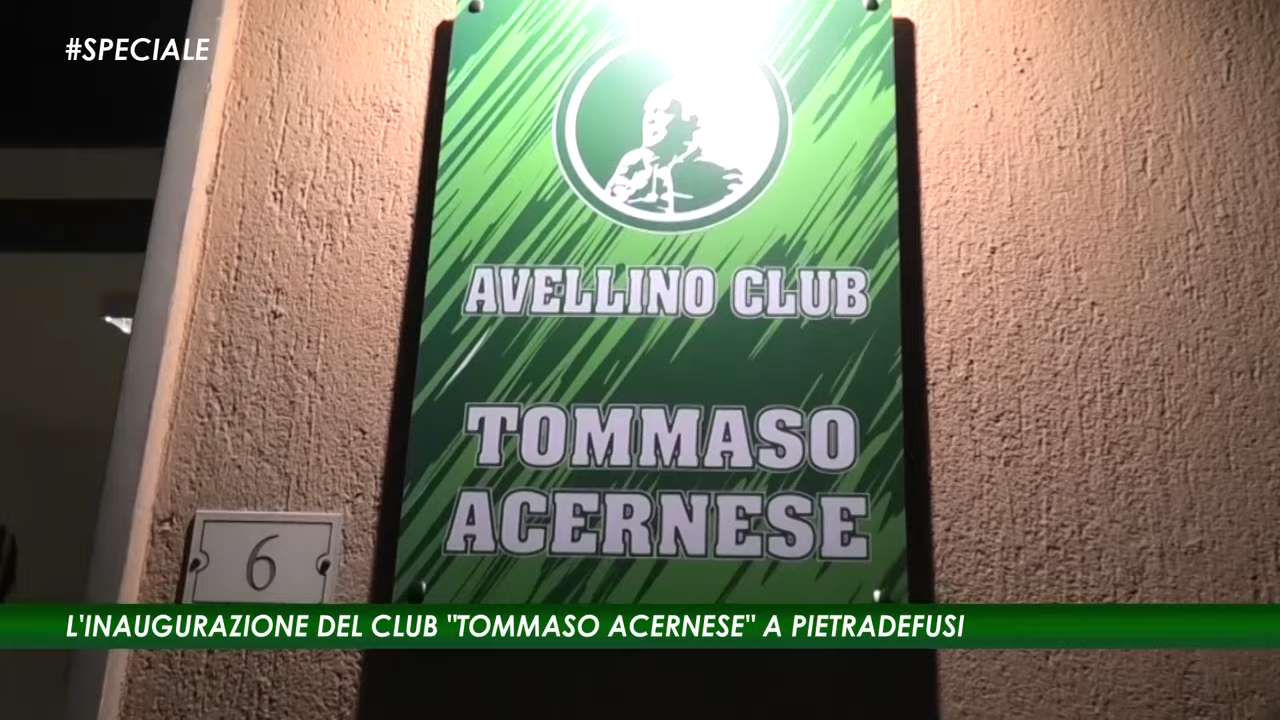 #SPECIALE
AVELLINO CLUB
TOMMASO
ACERNESE
6
L'INAUGURAZIONE DEL CLUB "TOMMASO ACERNESE" A PIETRADEFUSI